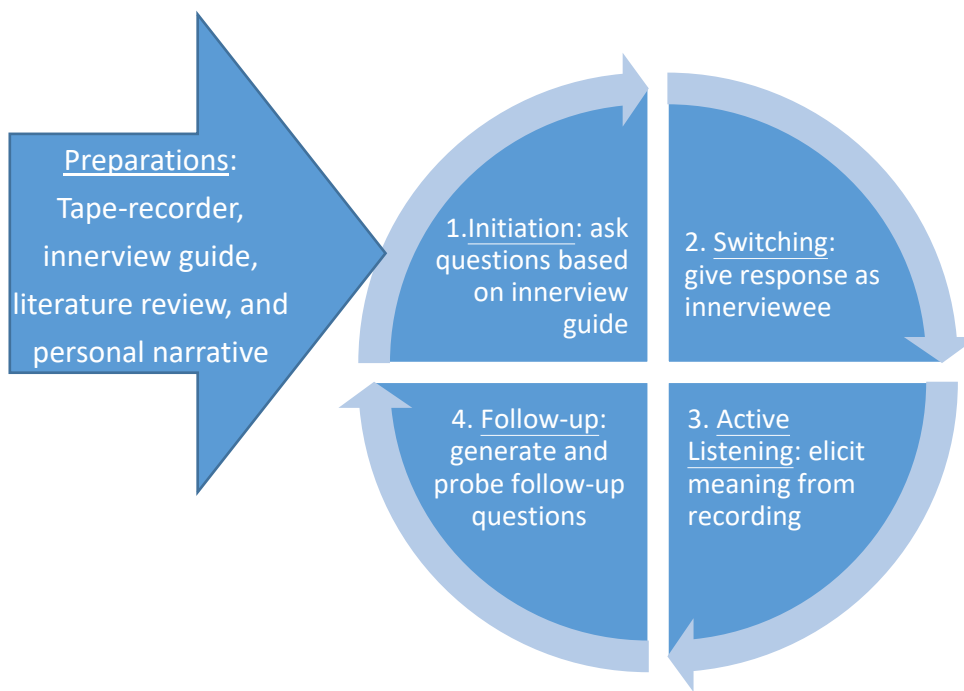 Preparations:
Tape-recorder,
innerview guide,
literature review, and
personal narrative
1.Initiation: ask
questions based
on innerview
guide
2. Switching:
give response as
innerviewee
3. Active
Listening: elicit
meaning from
recording
4. Follow-up:
generate and
probe follow-up
questions